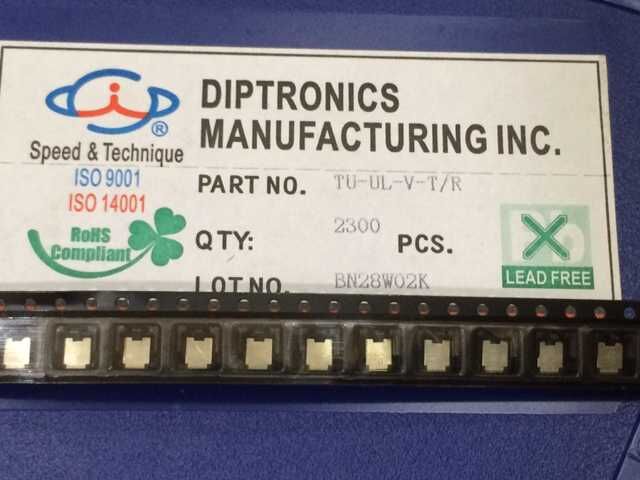 DIPTRONICS
MANUFACTURING INC.
®
Speed & Technique
ISO 9001
ISO 14001
RoHS
Compliant
PART NO. TU-UL-V-T/R
QTY: 2300 PCS.
LOT NO. BN28W02K
Pb
LEAD FREE